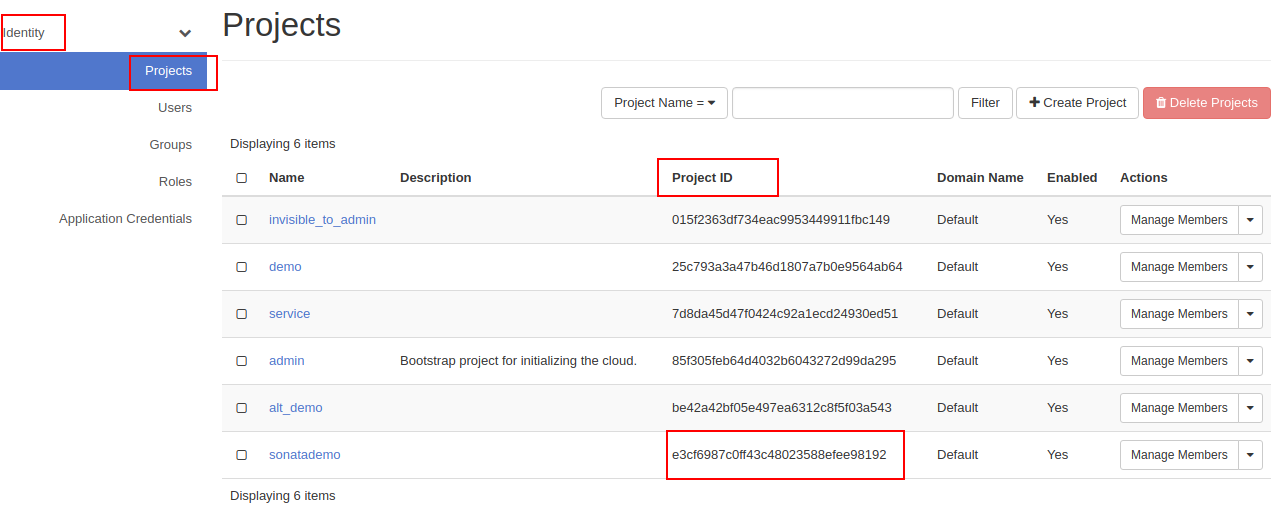 Identity
Projects
Users
Groups
Roles
Application Credentials
Projects
Project Name = Filter Create Project Delete Projects
Displaying 6 items
Name Description Project ID Domain Name Enabled Actions
invisible_to_admin 015f2363df734eac9953449911fbc149 Default Yes Manage Members
demo 25c793a3a47b46d1807a7b0e9564ab64 Default Yes Manage Members
service 7d8da45d47f0424c92a1ecd24930ed51 Default Yes Manage Members
admin Bootstrap project for initializing the cloud. 85f305feb64d4032b6043272d99da295 Default Yes Manage Members
alt_demo be42a42bf05e497ea6312c8f5f03a543 Default Yes Manage Members
sonatademo e3cf6987c0ff43c48023588efee98192 Default Yes Manage Members
Displaying 6 items